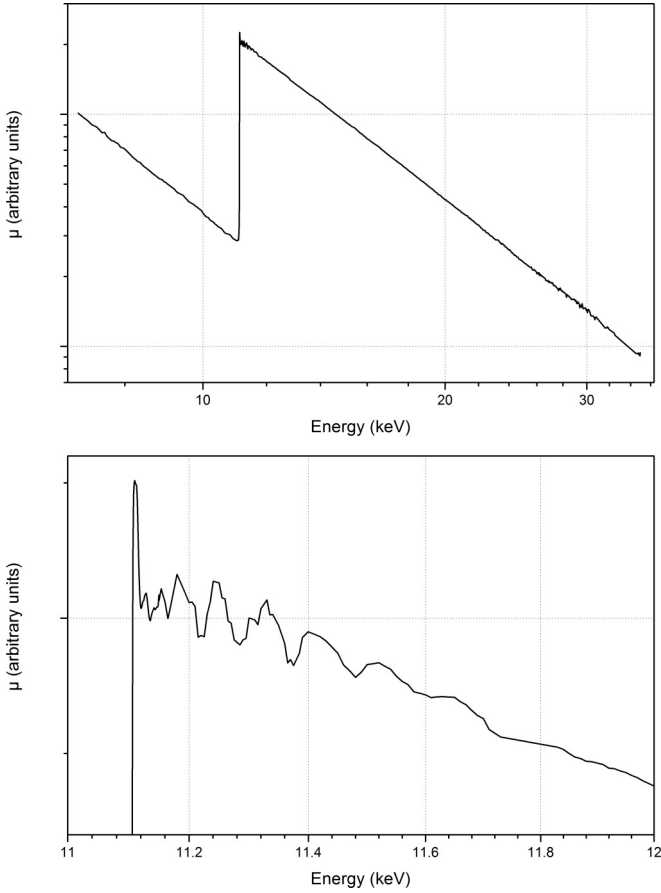 μ (arbitrary units)
10
20
30
Energy (keV)
μ (arbitrary units)
11
11.2
11.4
11.6
11.8
12
Energy (keV)